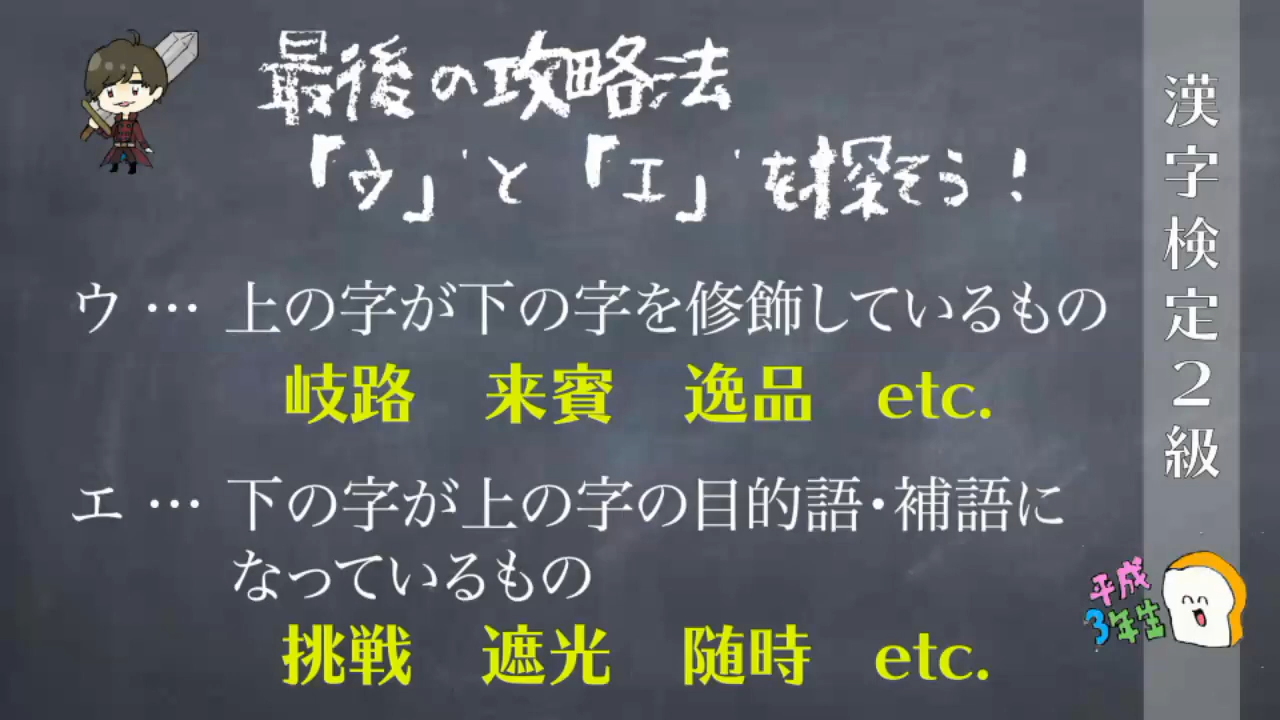 最後の攻略法
「ウ」と「エ」を探そう！
ウ … 上の字が下の字を修飾しているもの
岐路　来賓　逸品　etc.
エ … 下の字が上の字の目的語・補語に
なっているもの
挑戦　遮光　随時　etc.
漢字検定２級
平成
3年生